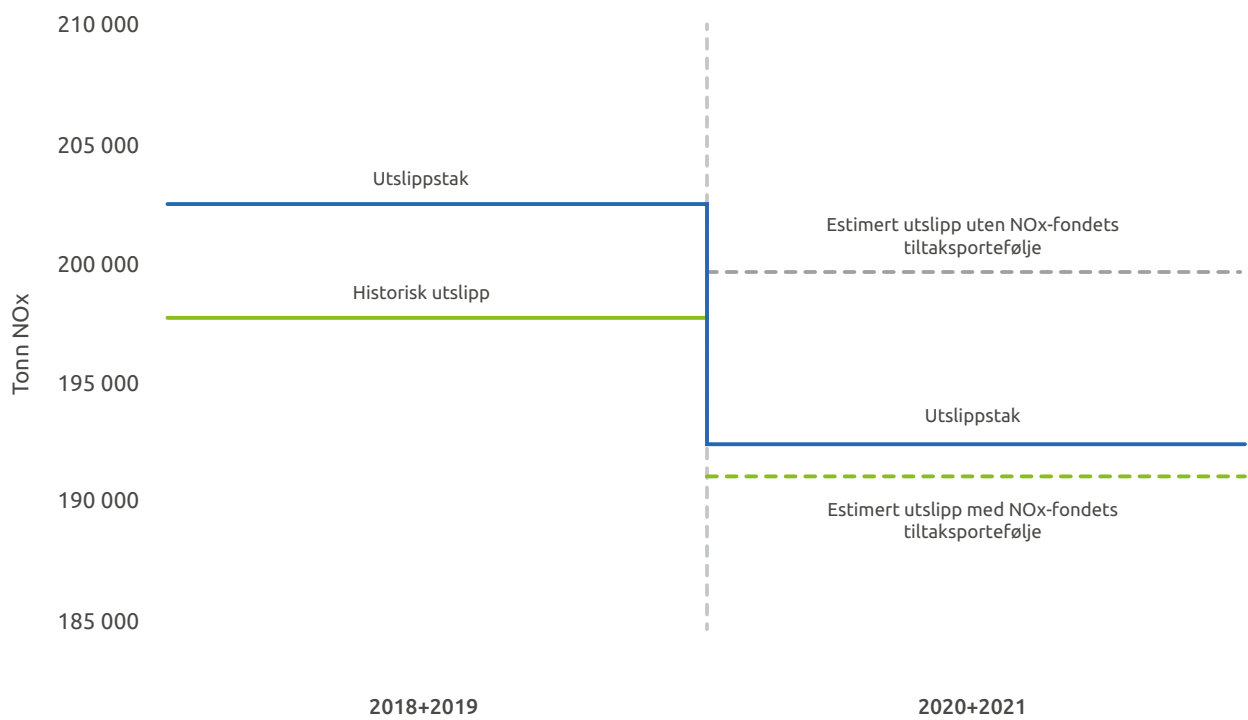 210 000
205 000
200 000
195 000
190 000
185 000
Tonn NOx
Utslippstak
Historisk utslipp
Estimert utslipp uten NOx-fondets
tiltaksportefølje
Utslippstak
Estimert utslipp med NOx-fondets
tiltaksportefølje
2018+2019
2020+2021